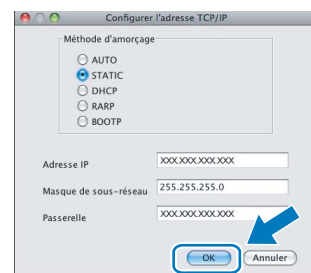 Configurer l'adresse TCP/IP
Méthode d'amorçage
AUTO
STATIC
DHCP
RARP
BOOTP
Adresse IP XXX.XXX.XXX.XXX
Masque de sous-réseau 255.255.255.0
Passerelle XXX.XXX.XXX.XXX
OK Annuler